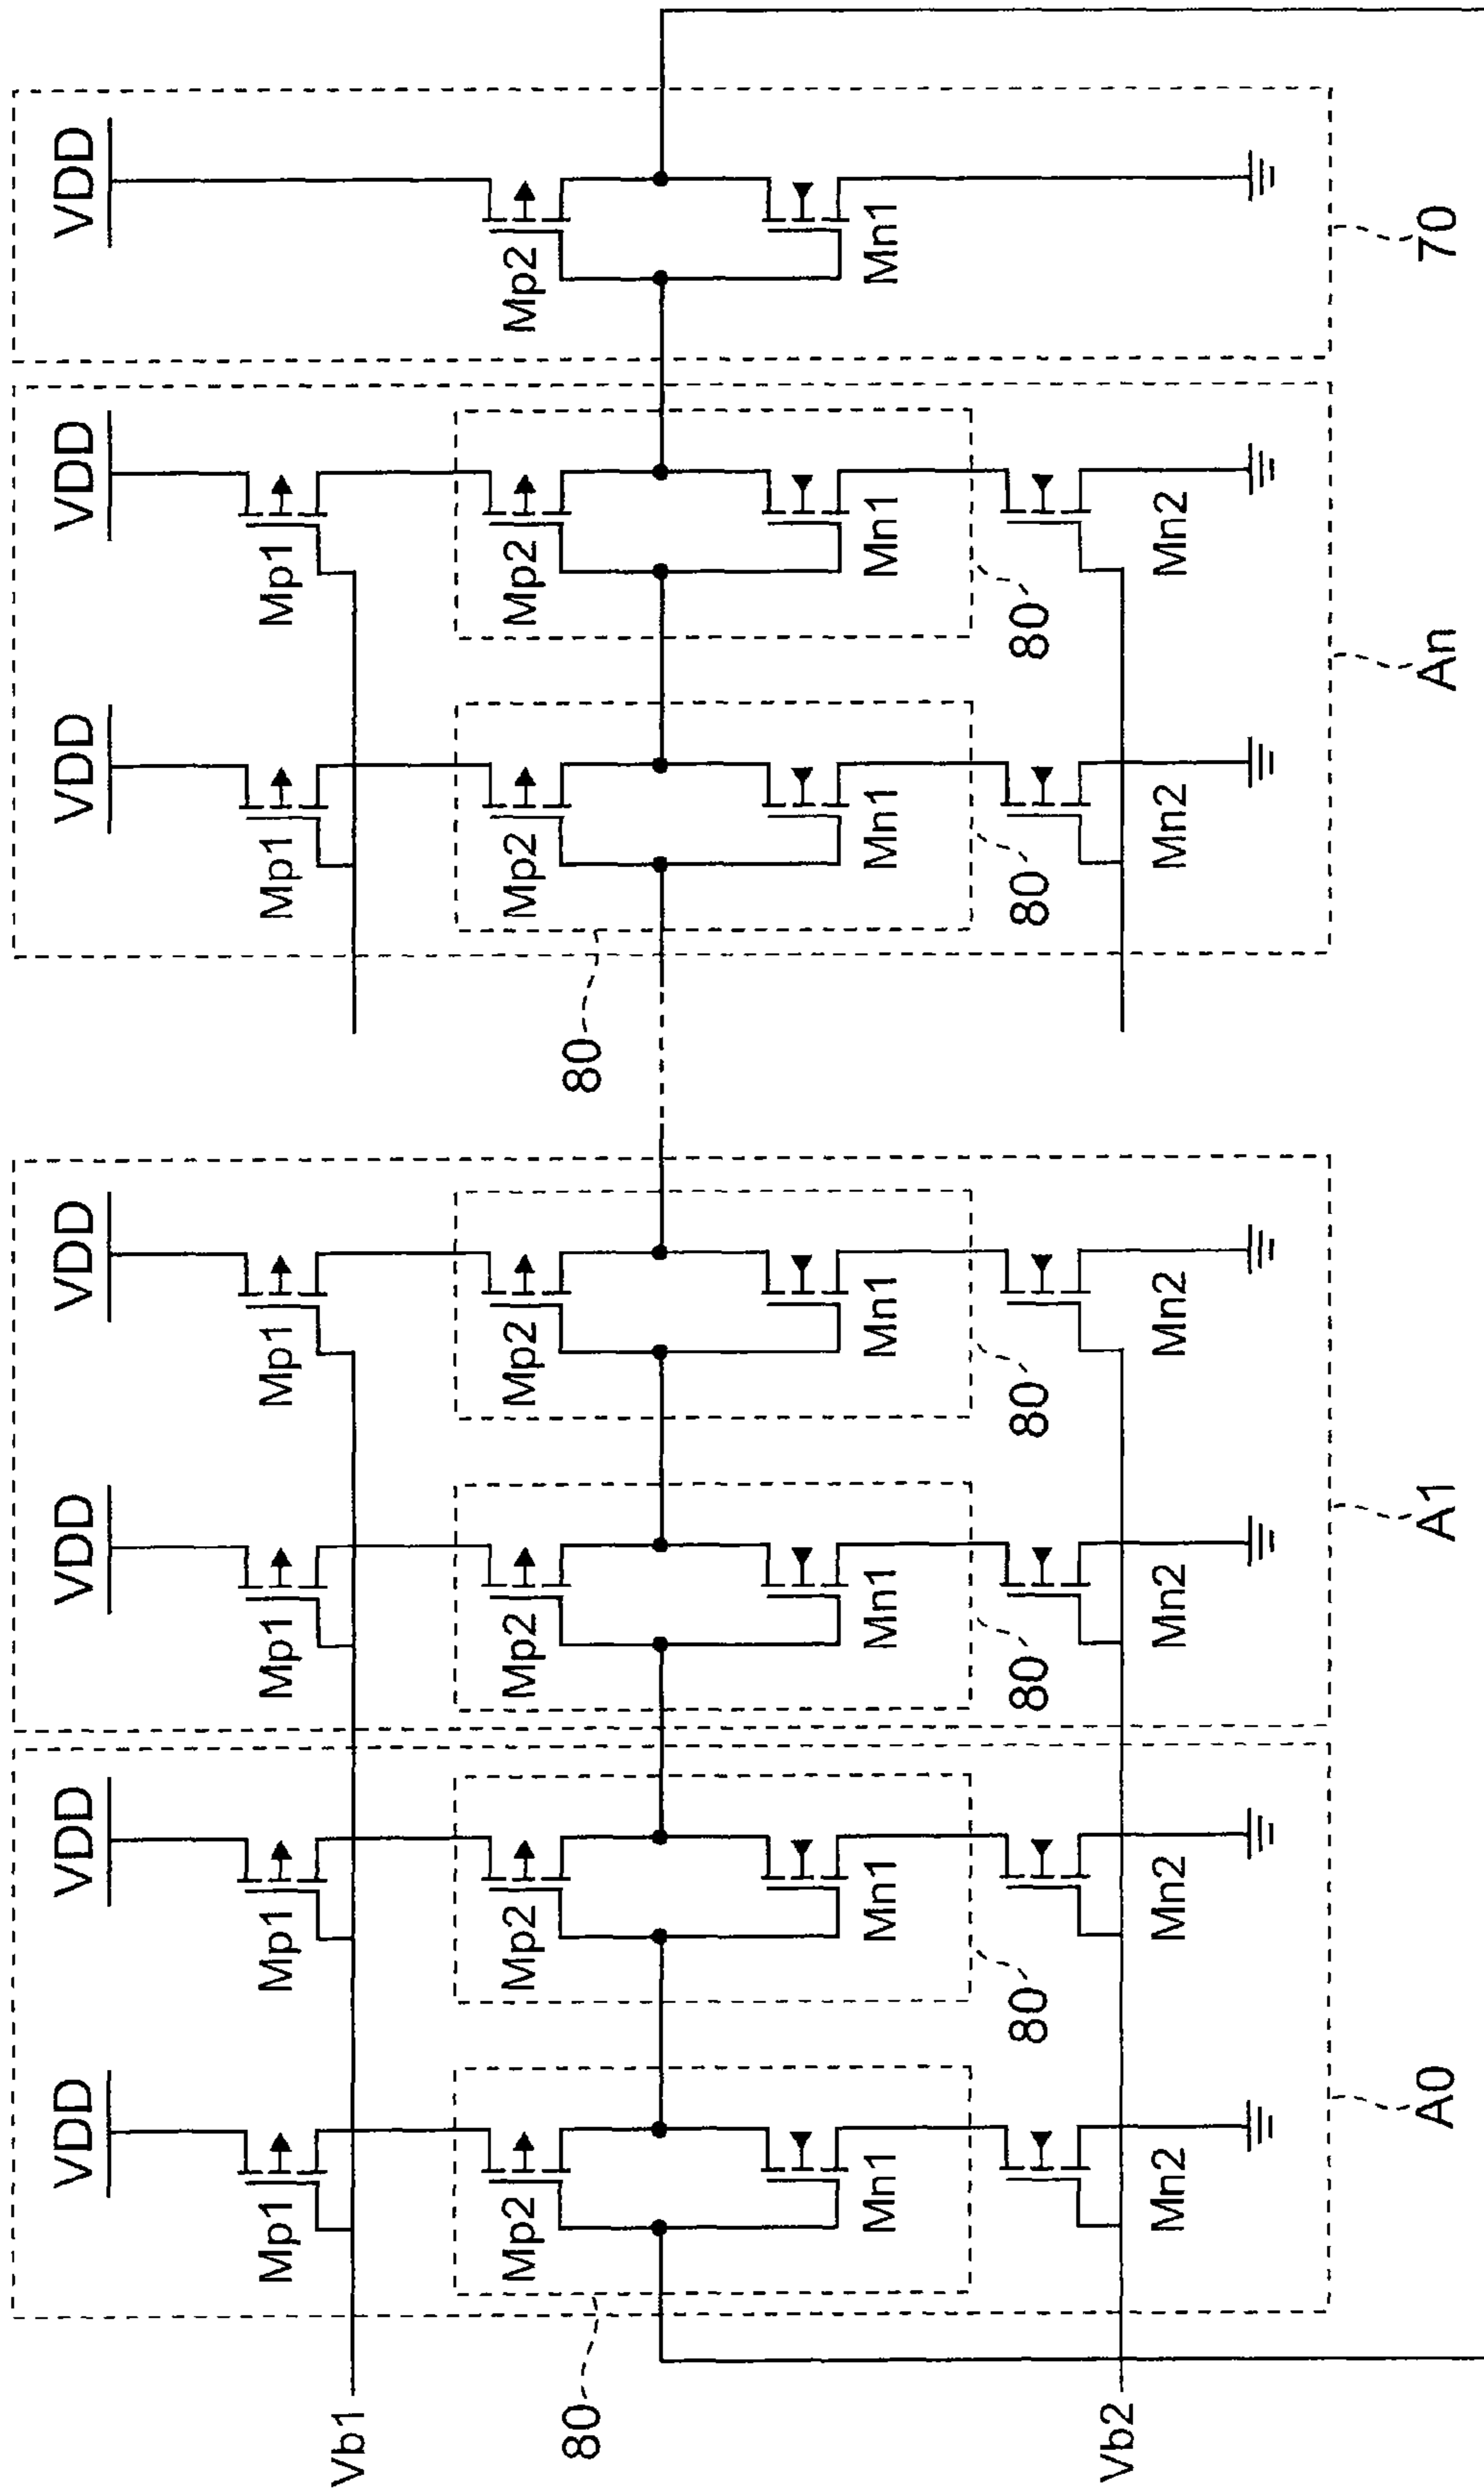 VDD VDD VDD VDD VDD VDD VDD
Mp1 Mp1 Mp1 Mp1 Mp1 Mp1
Vb1
Mp2 Mp2 Mp2 Mp2 Mp2 Mp2 Mp2
80 80
Mn1 Mn1 Mn1 Mn1 Mn1 Mn1 Mn1
80 80 80 80 80
Vb2
Mn2 Mn2 Mn2 Mn2 Mn2 Mn2
A0 A1 An 70